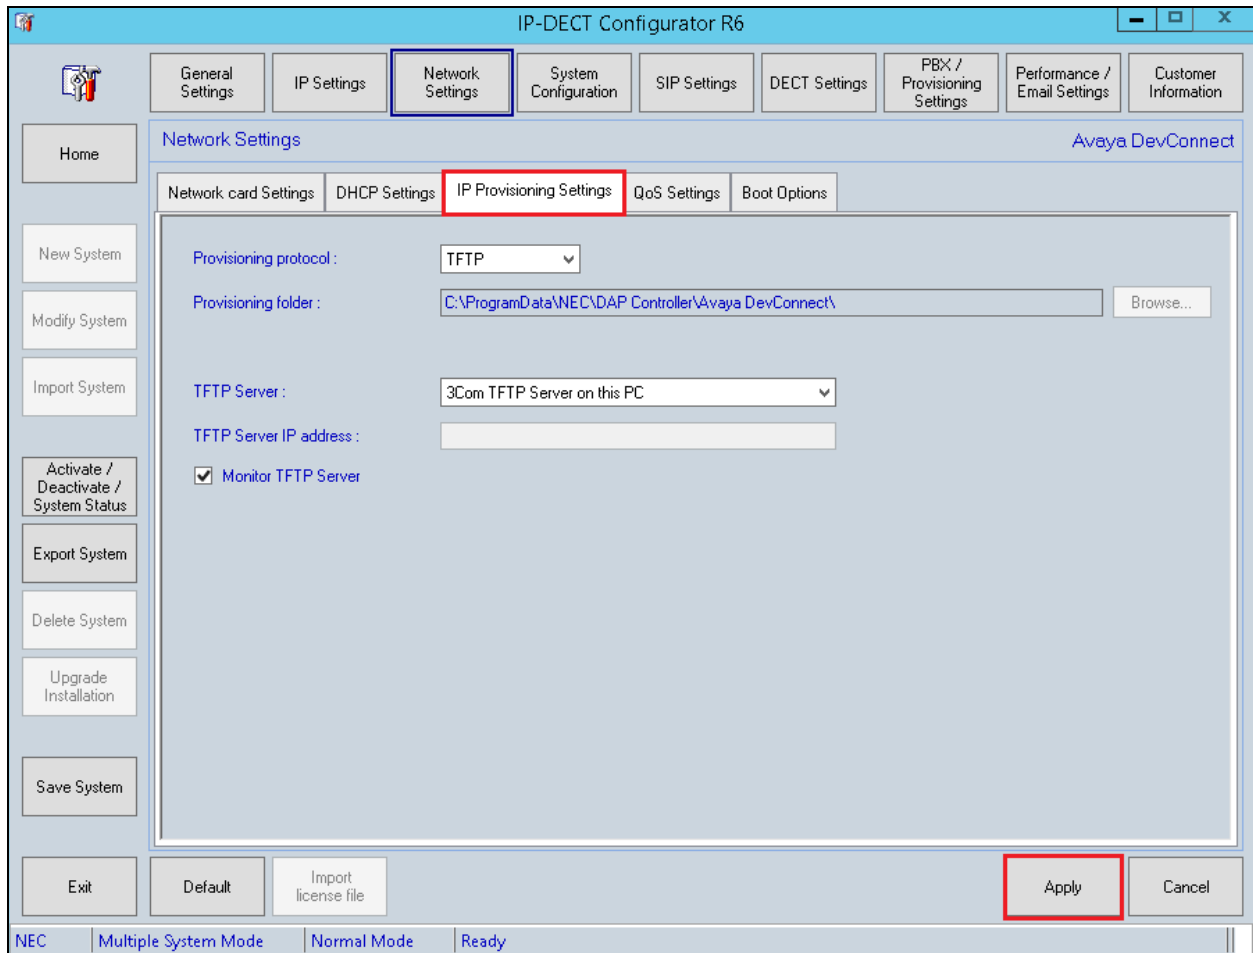 IP-DECT Configurator R6
General
Settings
IP Settings
Network
Settings
System
Configuration
SIP Settings
DECT Settings
PBX /
Provisioning
Settings
Performance /
Email Settings
Customer
Information
Home
Network Settings
Avaya DevConnect
Network card Settings
DHCP Settings
IP Provisioning Settings
QoS Settings
Boot Options
New System
Modify System
Import System
Activate /
Deactivate /
System Status
Export System
Delete System
Upgrade
Installation
Save System
Provisioning protocol :
TFTP
Provisioning folder :
C:\ProgramData\NEC\DAP Controller\Avaya DevConnect\
Browse...
TFTP Server :
3Com TFTP Server on this PC
TFTP Server IP address :
Monitor TFTP Server
Exit
Default
Import
license file
Apply
Cancel
NEC
Multiple System Mode
Normal Mode
Ready